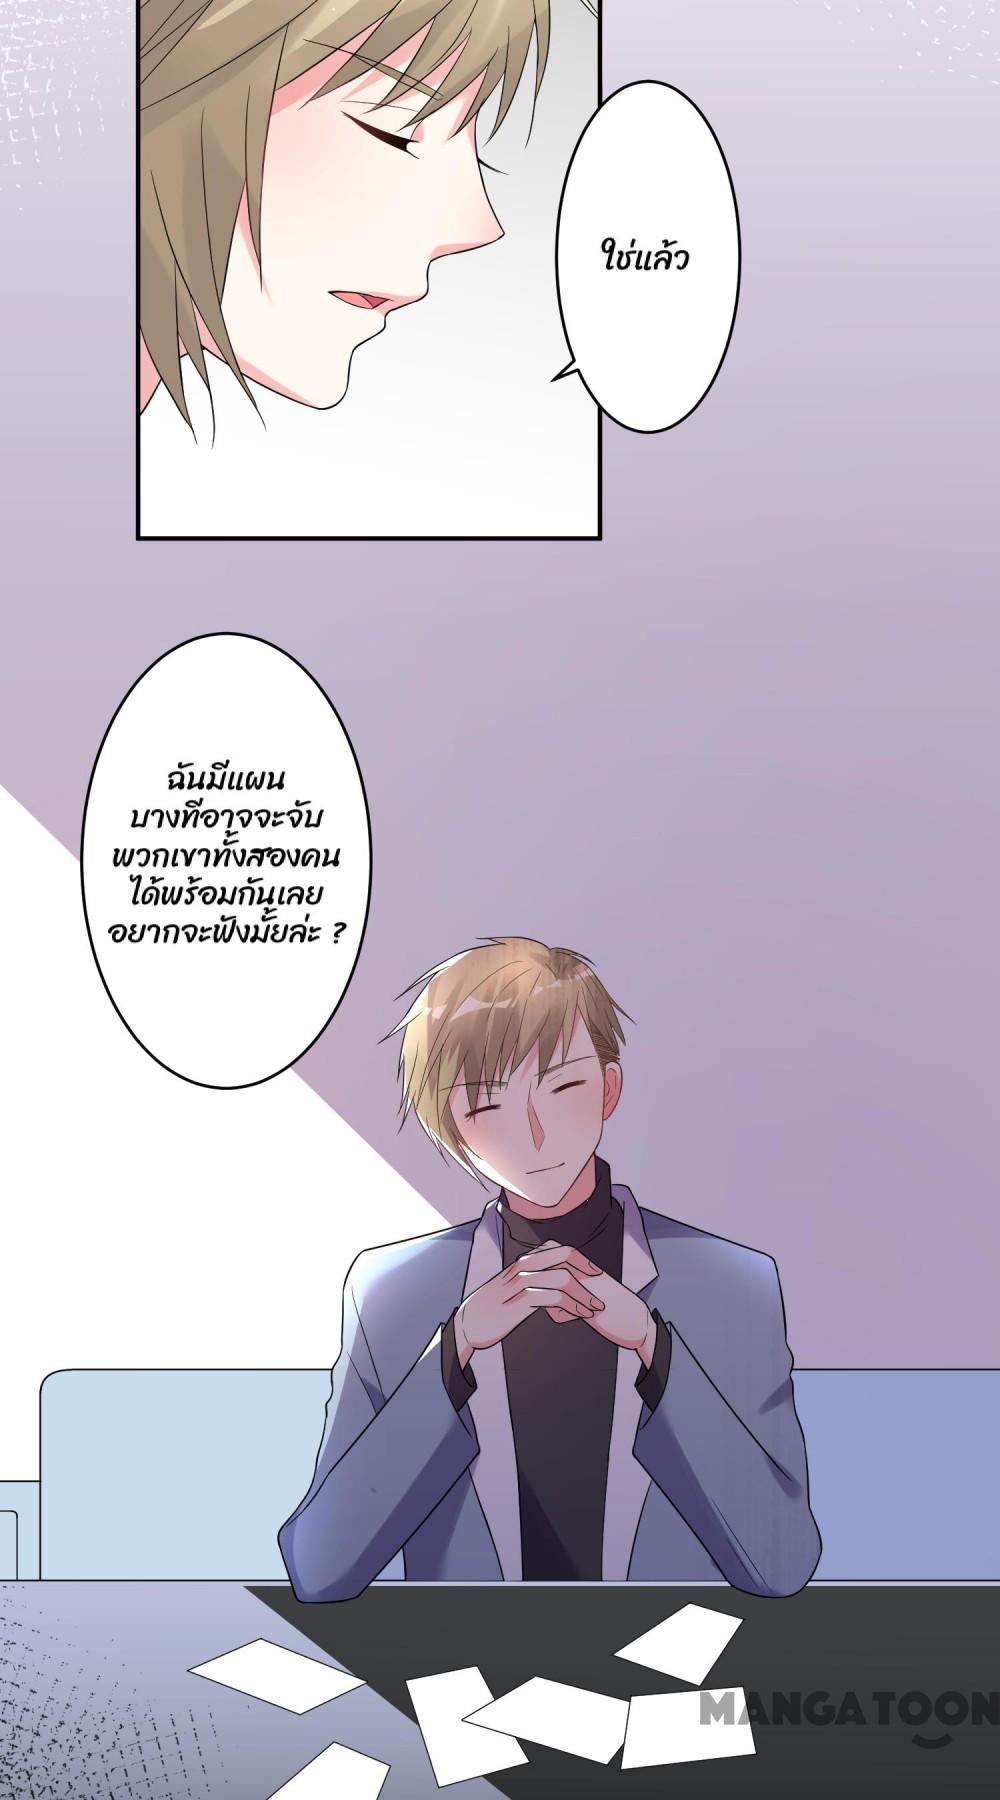 ใช่แล้ว
ฉันมีแผน
บางทีอาจจะจับ
พวกเขาทั้งสองคน
ได้พร้อมกันเลย
อยากจะฟังมั้ยล่ะ ?
MANGATOON